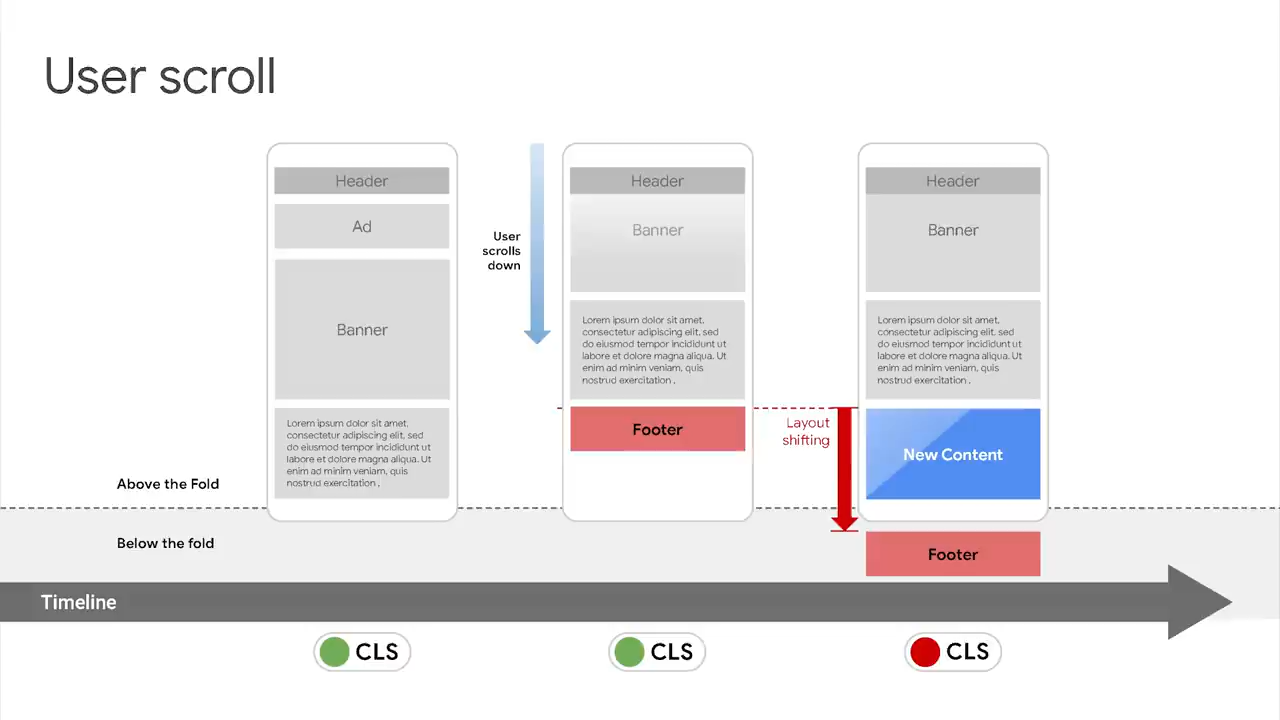 User scroll
Header
Ad
Banner
Lorem ipsum dolor sit amet,
consectetur adipiscing elit, sed
do eiusmod tempor incididunt ut
labore et dolore magna aliqua. Ut
enim ad minim veniam, quis
nostrud exercitation .
User
scrolls
down
Header
Banner
Lorem ipsum dolor sit amet,
consectetur adipiscing elit, sed
do eiusmod tempor incididunt ut
labore et dolore magna aliqua. Ut
enim ad minim veniam, quis
nostrud exercitation .
Footer
Layout
shifting
Header
Banner
Lorem ipsum dolor sit amet,
consectetur adipiscing elit, sed
do eiusmod tempor incididunt ut
labore et dolore magna aliqua. Ut
enim ad minim veniam, quis
nostrud exercitation .
New Content
Footer
Above the Fold
Below the fold
Timeline
CLS
CLS
CLS